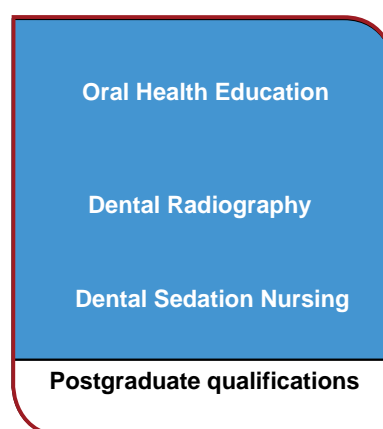 Oral Health Education
Dental Radiography
Dental Sedation Nursing
Postgraduate qualifications